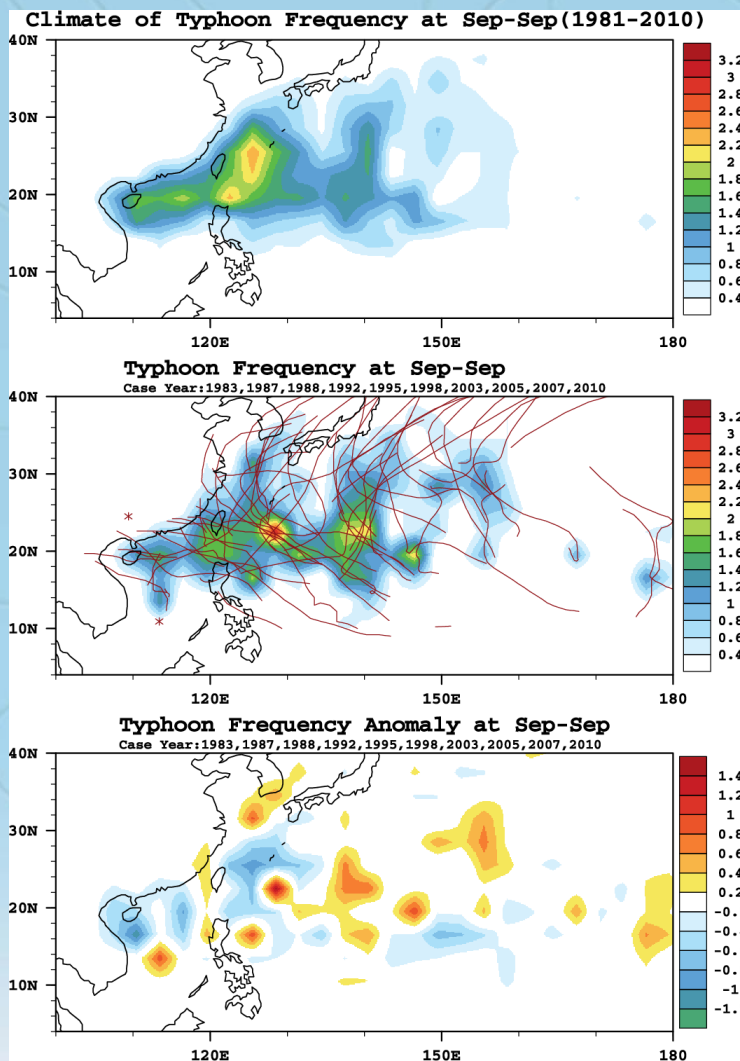 Climate of Typhoon Frequency at Sep-Sep(1981-2010)
40N
30N
20N
10N
120E
150E
180
3.2
3
2.8
2.6
2.4
2.2
2
1.8
1.6
1.4
1.2
1
0.8
0.6
0.4
Typhoon Frequency at Sep-Sep
Case Year:1983,1987,1988,1992,1995,1998,2003,2005,2007,2010
40N
30N
20N
10N
120E
150E
180
3.2
3
2.8
2.6
2.4
2.2
2
1.8
1.6
1.4
1.2
1
0.8
0.6
0.4
Typhoon Frequency Anomaly at Sep-Sep
Case Year:1983,1987,1988,1992,1995,1998,2003,2005,2007,2010
40N
30N
20N
10N
120E
150E
180
1.4
1.2
1
0.8
0.6
0.4
0.2
-0.
-0.
-0.
-0.
-1.
-1.